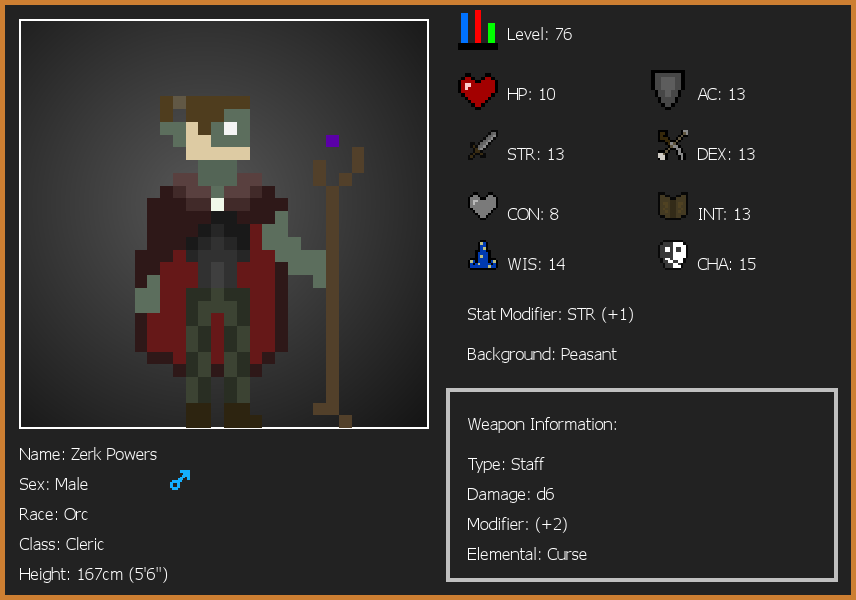 Level: 76
HP: 10
AC: 13
STR: 13
DEX: 13
CON: 8
INT: 13
WIS: 14
CHA: 15
Stat Modifier: STR (+1)
Background: Peasant
Weapon Information:
Type: Staff
Damage: d6
Modifier: (+2)
Elemental: Curse
Name: Zerk Powers
Sex: Male
Race: Orc
Class: Cleric
Height: 167cm (5'6")